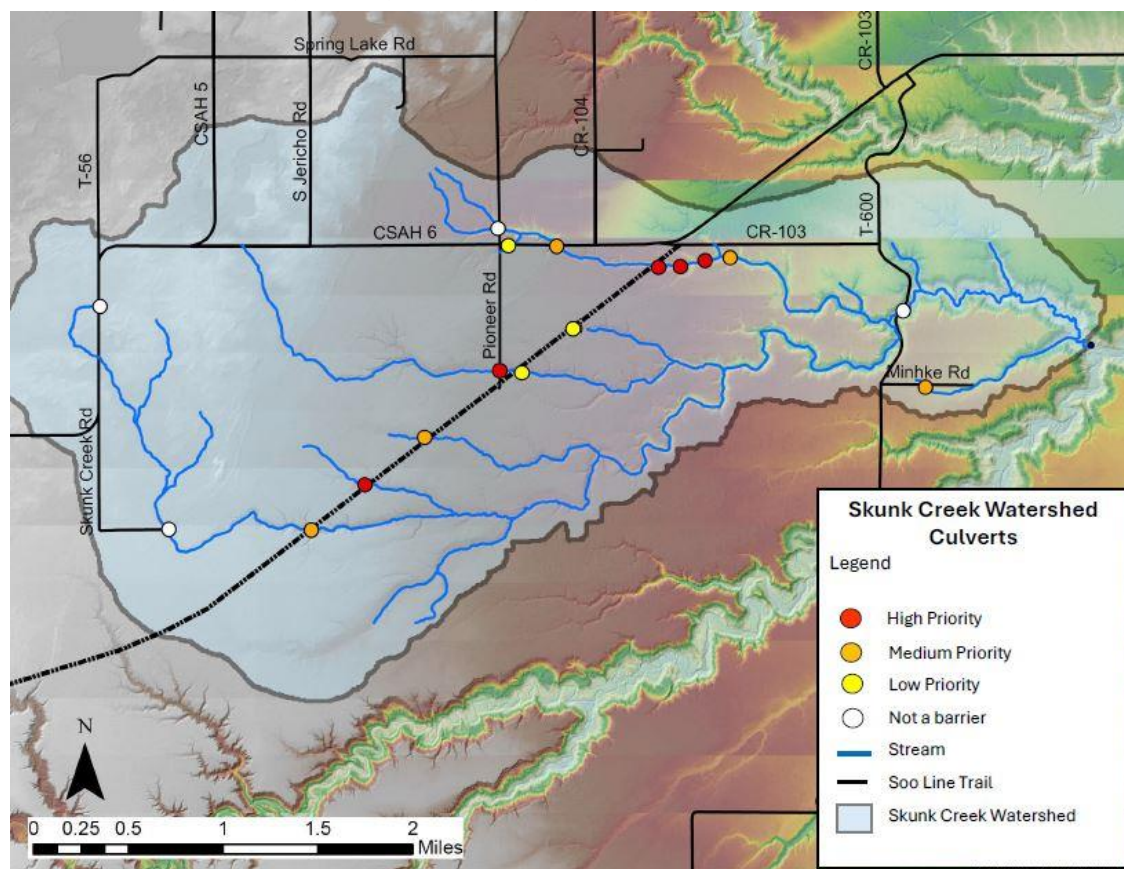 Spring Lake Rd
CR-103
CSAH 5
S Jericho Rd
CR-104
T-56
T-600
CSAH 6
CR-103
Pioneer Rd
Minhke Rd
Skunk Creek Rd
Skunk Creek Watershed
Culverts
Legend
High Priority
Medium Priority
Low Priority
Not a barrier
Stream
Soo Line Trail
Skunk Creek Watershed
N
0 0.25 0.5 1 1.5 2
Miles